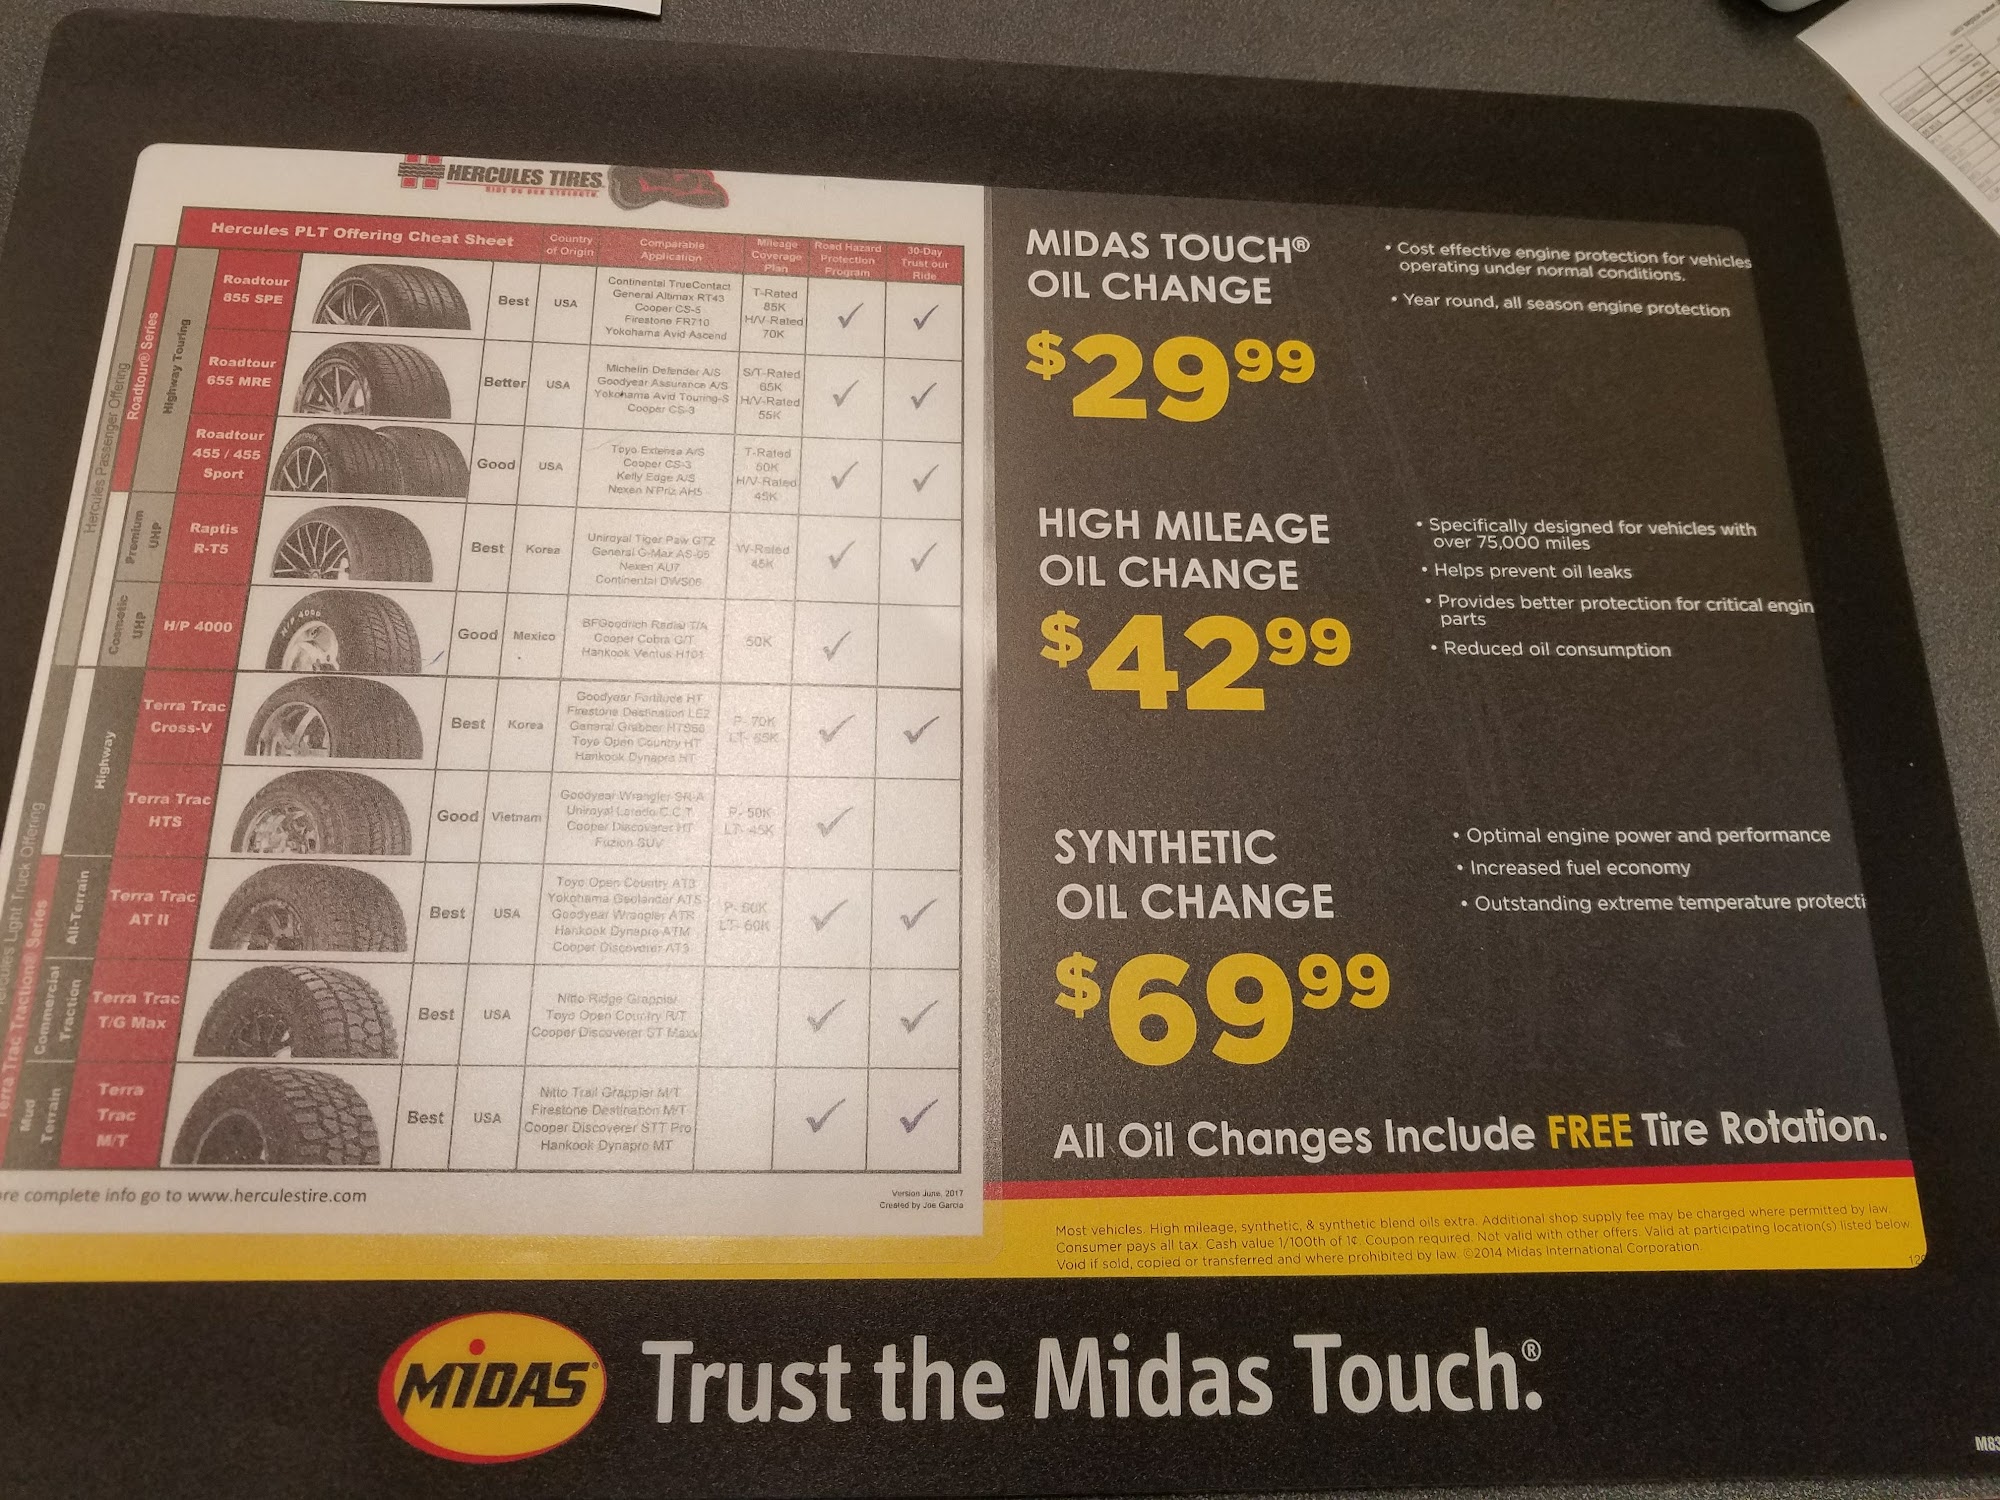 HERCULES TIRES
RIDE ON OUR STRENGTH
Hercules PLT Offering Cheat Sheet
Country
of Origin
Comparable
Application
Mileage
Coverage
Plan
Road Hazard
Protection
Program
30-Day
Trust our
Ride
Hercules Passenger Offering
Roadtour® Series
Highway Touring
Roadtour
855 SPE
Best
USA
Continental TrueContact
General Altimax RT43
Cooper CS-5
Firestone FR710
Yokohama Avid Ascend
T-Rated
85K
H/V-Rated
70K
✓
✓
Roadtour
655 MRE
Better
USA
Michelin Defender A/S
Goodyear Assurance A/S
Yokohama Avid Touring-S
Cooper CS-3
S/T-Rated
65K
H/V-Rated
55K
✓
✓
Roadtour
455 / 455
Sport
Good
USA
Toyo Extensa A/S
Cooper CS-3
Kelly Edge A/S
Nexen N'Priz AH5
T-Rated
60K
H/V-Rated
45K
✓
✓
Premium
UHP
Raptis
R-T5
Best
Korea
Uniroyal Tiger Paw GTZ
General G-Max AS-05
Nexen AU7
Continental DWS06
W-Rated
45K
✓
✓
Cosmetic
UHP
H/P 4000
H/P 4000
Good
Mexico
BFGoodrich Radial T/A
Cooper Cobra G/T
Hankook Ventus H101
50K
✓
Hercules Light Truck Offering
Highway
Terra Trac
Cross-V
Best
Korea
Goodyear Fortitude HT
Firestone Destination LE2
General Grabber HTS60
Toyo Open Country HT
Hankook Dynapro HT
P- 70K
LT- 65K
✓
✓
Terra Trac
HTS
Good
Vietnam
Goodyear Wrangler SR-A
Uniroyal Laredo C.C.T
Cooper Discoverer HT
Fuzion SUV
P- 50K
LT- 45K
✓
Terra Trac Traction® Series
All-Terrain
Terra Trac
AT II
Best
USA
Toyo Open Country AT3
Yokohama Geolander ATS
Goodyear Wrangler ATR
Hankook Dynapro ATM
Cooper Discoverer AT3
P- 60K
LT- 60K
✓
✓
Commercial
Traction
Terra Trac
T/G Max
Best
USA
Nitto Ridge Grappler
Toyo Open Country R/T
Cooper Discoverer ST Maxx
✓
✓
Mud
Terrain
Terra
Trac
M/T
Best
USA
Nitto Trail Grappler M/T
Firestone Destination M/T
Cooper Discoverer STT Pro
Hankook Dynapro MT
✓
✓
re complete info go to www.herculestire.com
Version June, 2017
Created by Joe Garcia
MIDAS TOUCH®
OIL CHANGE
$29.99
• Cost effective engine protection for vehicles
operating under normal conditions.
• Year round, all season engine protection
HIGH MILEAGE
OIL CHANGE
$42.99
• Specifically designed for vehicles with
over 75,000 miles
• Helps prevent oil leaks
• Provides better protection for critical engin
parts
• Reduced oil consumption
SYNTHETIC
OIL CHANGE
$69.99
• Optimal engine power and performance
• Increased fuel economy
• Outstanding extreme temperature protecti
All Oil Changes Include FREE Tire Rotation.
Most vehicles. High mileage, synthetic, & synthetic blend oils extra. Additional shop supply fee may be charged where permitted by law.
Consumer pays all tax. Cash value 1/100th of 1¢. Coupon required. Not valid with other offers. Valid at participating location(s) listed below
Void if sold, copied or transferred and where prohibited by law. ©2014 Midas International Corporation.
MIDAS®
Trust the Midas Touch.®
M83